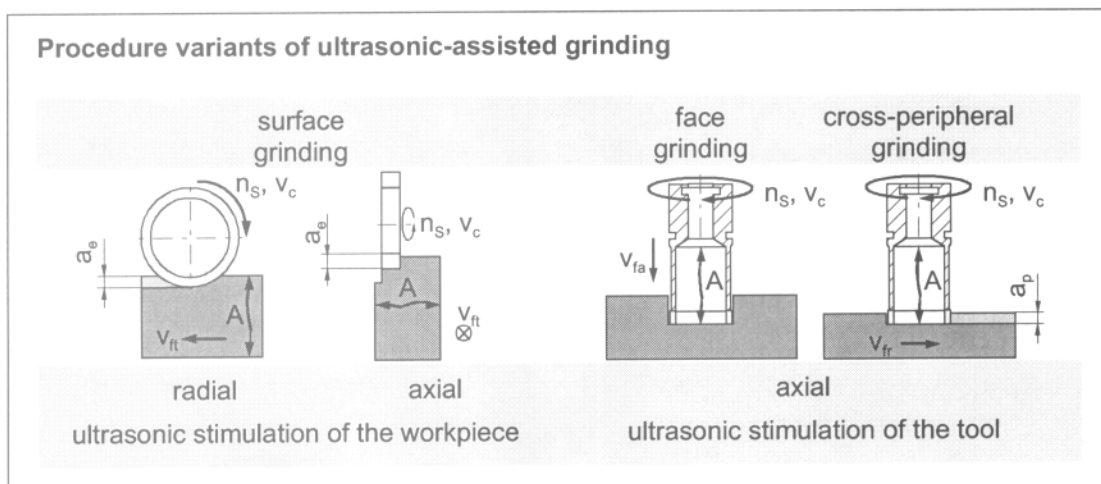 Procedure variants of ultrasonic-assisted grinding
surface
grinding
face
grinding
cross-peripheral
grinding
n_S, v_c
a_e
A
v_ft
n_S, v_c
a_e
A
v_ft
n_S, v_c
v_fa
A
n_S, v_c
A
a_p
v_fr
radial
axial
axial
ultrasonic stimulation of the workpiece
ultrasonic stimulation of the tool